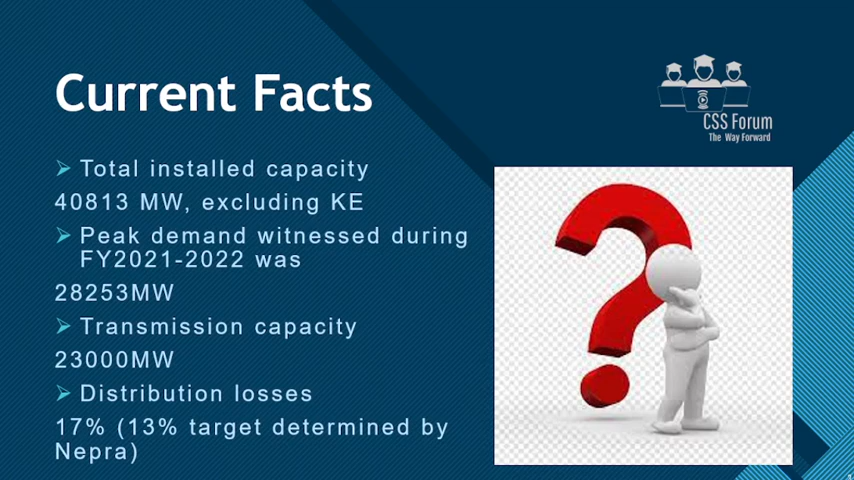 Current Facts
CSS Forum
The Way Forward
➢ Total installed capacity
40813 MW, excluding KE
➢ Peak demand witnessed during
FY2021-2022 was
28253MW
➢ Transmission capacity
23000MW
➢ Distribution losses
17% (13% target determined by
Nepra)